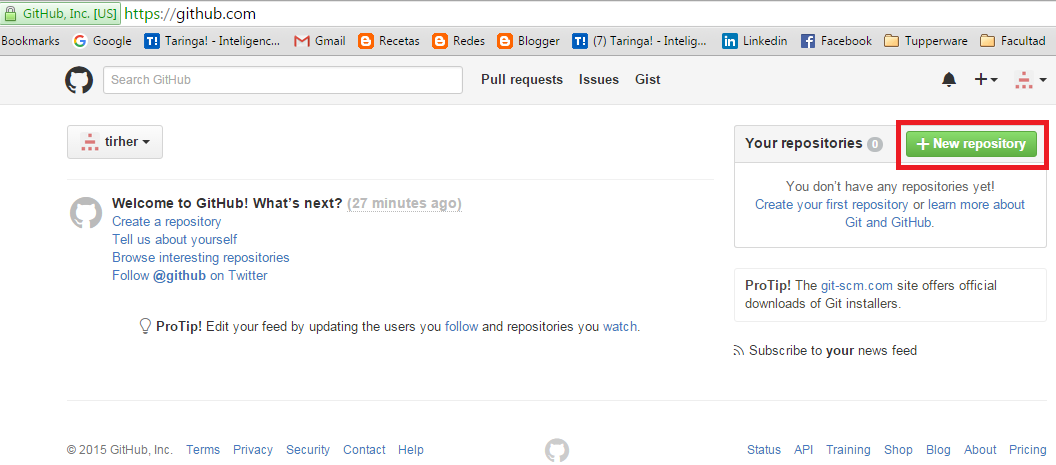 GitHub, Inc. [US] https://github.com
Bookmarks Google Taringa! - Inteligenc... Gmail Recetas Redes Blogger T! (7) Taringa! - Intelig... Linkedin Facebook Tupperware Facultad
Search GitHub Pull requests Issues Gist
tirher
Your repositories 0 New repository
You don't have any repositories yet!
Create your first repository or learn more about
Git and GitHub.
Welcome to GitHub! What's next? (27 minutes ago)
Create a repository
Tell us about yourself
Browse interesting repositories
Follow @github on Twitter
ProTip! The git-scm.com site offers official
downloads of Git installers.
ProTip! Edit your feed by updating the users you follow and repositories you watch.
Subscribe to your news feed
© 2015 GitHub, Inc. Terms Privacy Security Contact Help Status API Training Shop Blog About Pricing